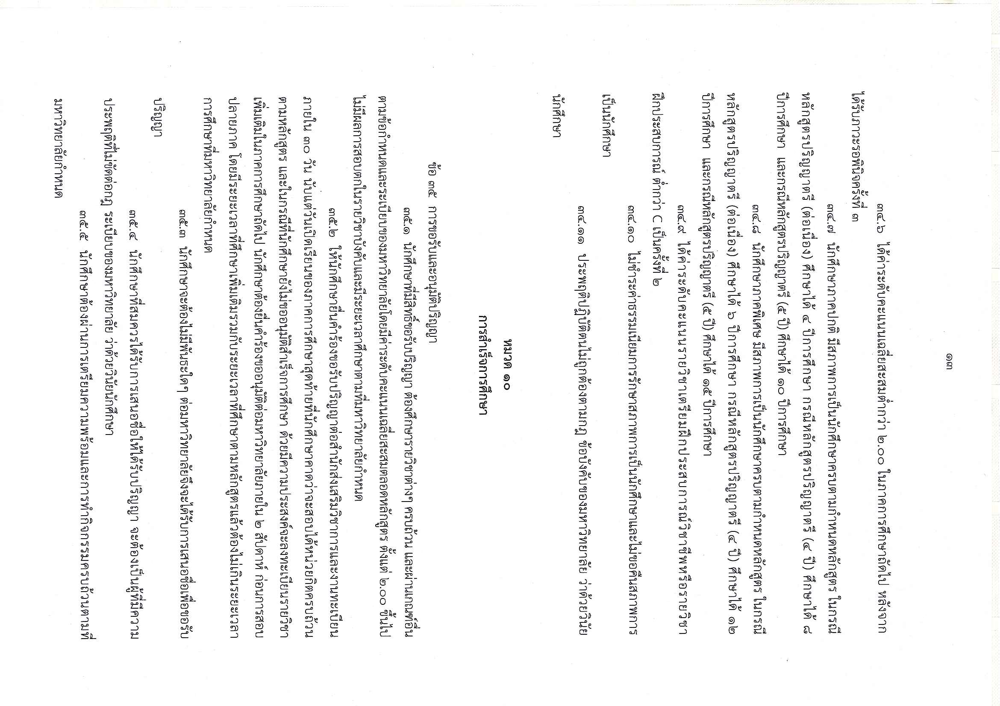 ๑๓
๓๔.๖ ได้ค่าระดับคะแนนเฉลี่ยสะสมต่ำกว่า ๒.๐๐ ในภาคการศึกษาถัดไป หลังจาก
ได้รับภาวะรอพินิจครั้งที่ ๓
๓๔.๗ นักศึกษาภาคปกติ มีสภาพการเป็นนักศึกษาครบตามกำหนดหลักสูตร ในกรณี
หลักสูตรปริญญาตรี (ต่อเนื่อง) ศึกษาได้ ๔ ปีการศึกษา กรณีหลักสูตรปริญญาตรี (๔ ปี) ศึกษาได้ ๘
ปีการศึกษา และกรณีหลักสูตรปริญญาตรี (๕ ปี) ศึกษาได้ ๑๐ ปีการศึกษา
๓๔.๘ นักศึกษาภาคพิเศษ มีสภาพการเป็นนักศึกษาครบตามกำหนดหลักสูตร ในกรณี
หลักสูตรปริญญาตรี (ต่อเนื่อง) ศึกษาได้ ๖ ปีการศึกษา กรณีหลักสูตรปริญญาตรี (๔ ปี) ศึกษาได้ ๑๒
ปีการศึกษา และกรณีหลักสูตรปริญญาตรี (๕ ปี) ศึกษาได้ ๑๕ ปีการศึกษา
๓๔.๙ ได้ค่าระดับคะแนนรายวิชาเตรียมฝึกประสบการณ์วิชาชีพหรือรายวิชา
ฝึกประสบการณ์ ต่ำกว่า C เป็นครั้งที่ ๒
๓๔.๑๐ ไม่ชำระค่าธรรมเนียมการรักษาสภาพการเป็นนักศึกษาและไม่ขอคืนสภาพการ
เป็นนักศึกษา
๓๔.๑๑ ประพฤติปฏิบัติตนไม่ถูกต้องตามกฎ ข้อบังคับของมหาวิทยาลัย ว่าด้วยวินัย
นักศึกษา
หมวด ๑๐
การสำเร็จการศึกษา
ข้อ ๓๕ การขอรับและอนุมัติปริญญา
๓๕.๑ นักศึกษาที่มีสิทธิ์ขอรับปริญญา ต้องศึกษารายวิชาต่างๆ ครบถ้วน และผ่านเกณฑ์อื่น
ตามข้อกำหนดและระเบียบของมหาวิทยาลัยโดยมีค่าระดับคะแนนเฉลี่ยสะสมตลอดหลักสูตร ตั้งแต่ ๒.๐๐ ขึ้นไป
ไม่มีผลการสอบตกในรายวิชาบังคับและมีระยะเวลาศึกษาตามที่มหาวิทยาลัยกำหนด
๓๕.๒ ให้นักศึกษายื่นคำร้องขอรับปริญญาต่อสำนักส่งเสริมวิชาการและงานทะเบียน
ภายใน ๓๐ วัน นับแต่วันเปิดเรียนของภาคการศึกษาสุดท้ายที่นักศึกษาคาดว่าจะสอบได้หน่วยกิตครบถ้วน
ตามหลักสูตร และในกรณีที่นักศึกษายังไม่ขออนุมัติสำเร็จการศึกษา ด้วยมีความประสงค์จะลงทะเบียนรายวิชา
เพิ่มเติมในภาคการศึกษาถัดไป นักศึกษาต้องยื่นคำร้องขออนุมัติต่อมหาวิทยาลัยภายใน ๒ สัปดาห์ ก่อนการสอบ
ปลายภาค โดยมีระยะเวลาที่ศึกษาเพิ่มเติมรวมกับระยะเวลาที่ศึกษาตามหลักสูตรแล้วต้องไม่เกินระยะเวลา
การศึกษาที่มหาวิทยาลัยกำหนด
๓๕.๓ นักศึกษาจะต้องไม่มีพันธะใดๆ ต่อมหาวิทยาลัยจึงจะได้รับการเสนอชื่อเพื่อขอรับ
ปริญญา
๓๕.๔ นักศึกษาที่สมควรได้รับการเสนอชื่อให้ได้รับปริญญา จะต้องเป็นผู้ที่มีความ
ประพฤติที่ไม่ขัดต่อกฎ ระเบียบของมหาวิทยาลัย ว่าด้วยวินัยนักศึกษา
๓๕.๕ นักศึกษาต้องผ่านการเตรียมความพร้อมและการทำกิจกรรมครบถ้วนตามที่
มหาวิทยาลัยกำหนด